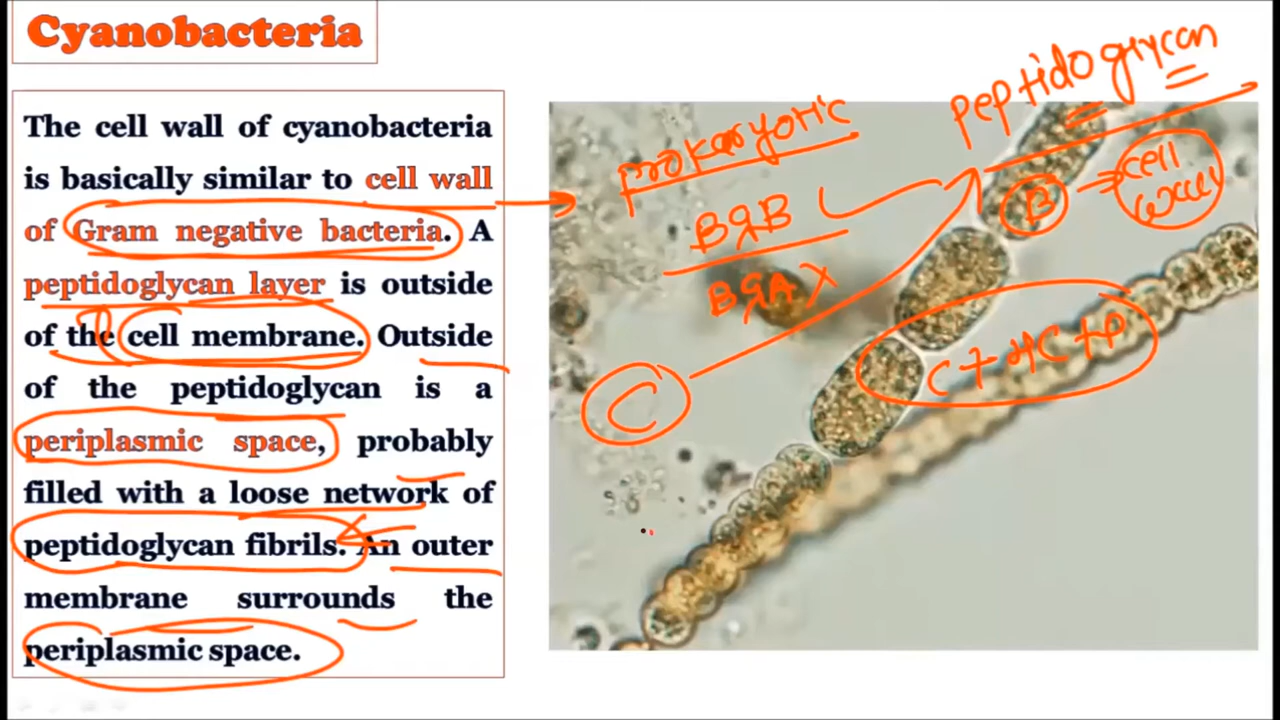 Cyanobacteria
The cell wall of cyanobacteria
is basically similar to cell wall
of Gram negative bacteria. A
peptidoglycan layer is outside
of the cell membrane. Outside
of the peptidoglycan is a
periplasmic space, probably
filled with a loose network of
peptidoglycan fibrils. An outer
membrane surrounds the
periplasmic space.
Peptidoglycan
prokaryotic
BGB
BGA X
B
cell
wall
C
C+HC+P